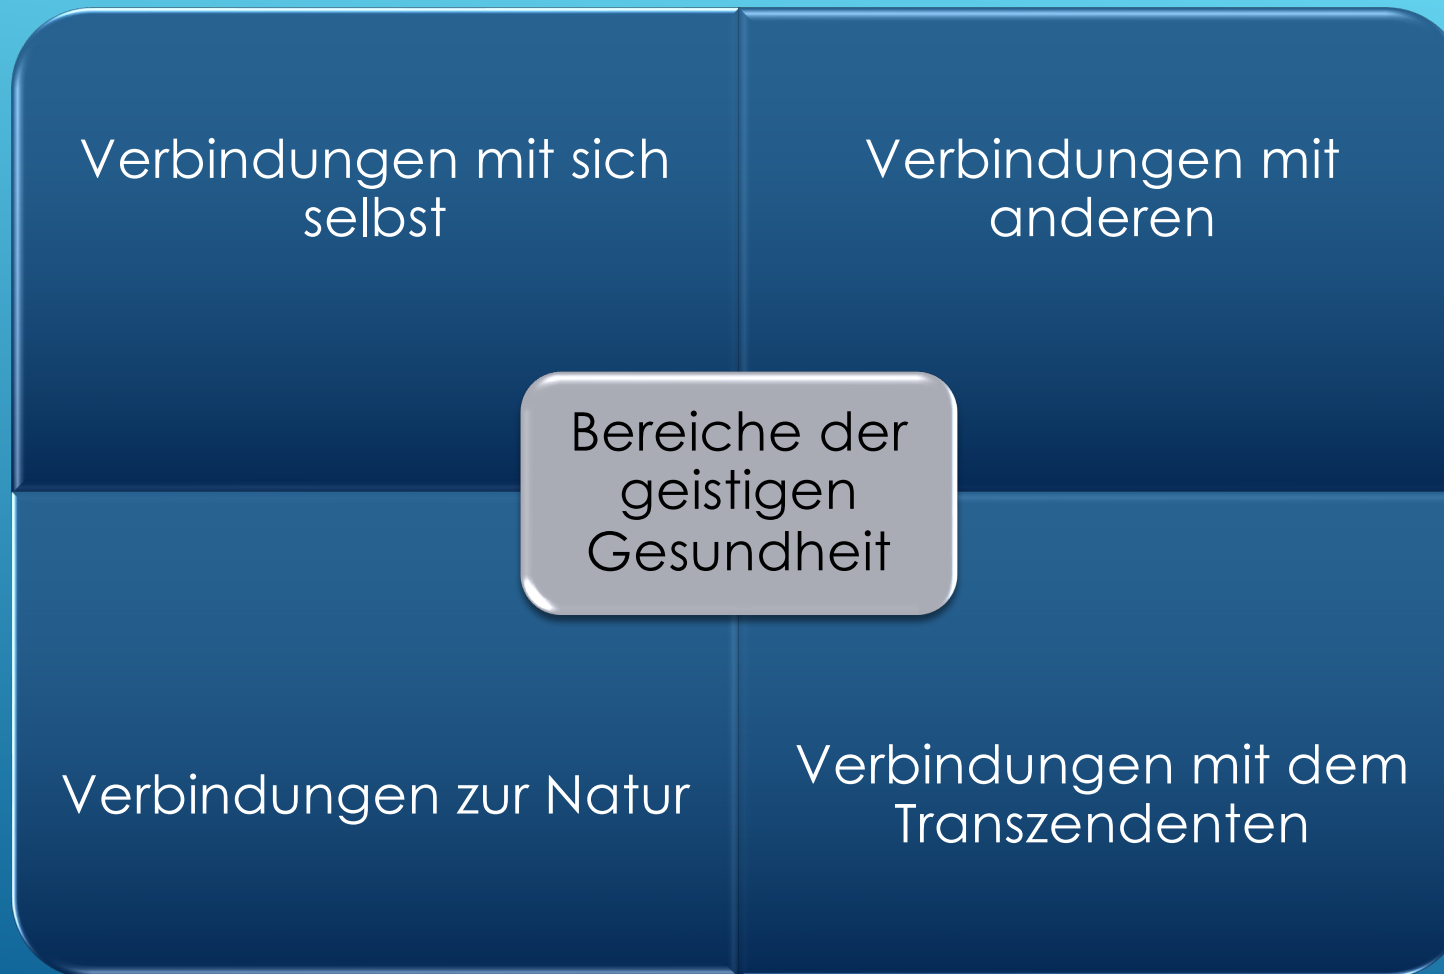 Verbindungen mit sich
selbst
Verbindungen mit
anderen
Bereiche der
geistigen
Gesundheit
Verbindungen zur Natur
Verbindungen mit dem
Transzendenten